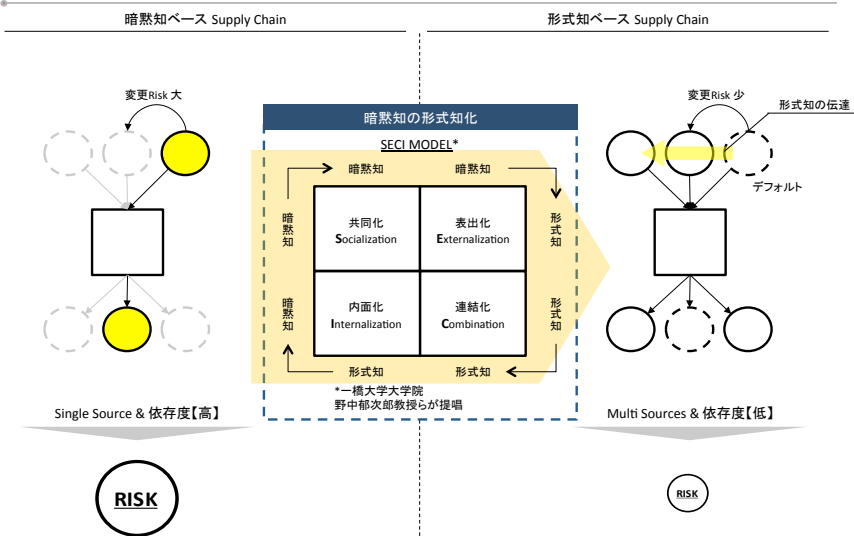 暗黙知ベース Supply Chain
形式知ベース Supply Chain
変更Risk 大
暗黙知の形式知化
SECI MODEL*
暗黙知
暗黙知
暗黙知
共同化
Socialization
表出化
Externalization
形式知
暗黙知
内面化
Internalization
連結化
Combination
形式知
形式知
形式知
*一橋大学大学院
野中郁次郎教授らが提唱
変更Risk 少
形式知の伝達
デフォルト
Single Source & 依存度【高】
Multi Sources & 依存度【低】
RISK
RISK